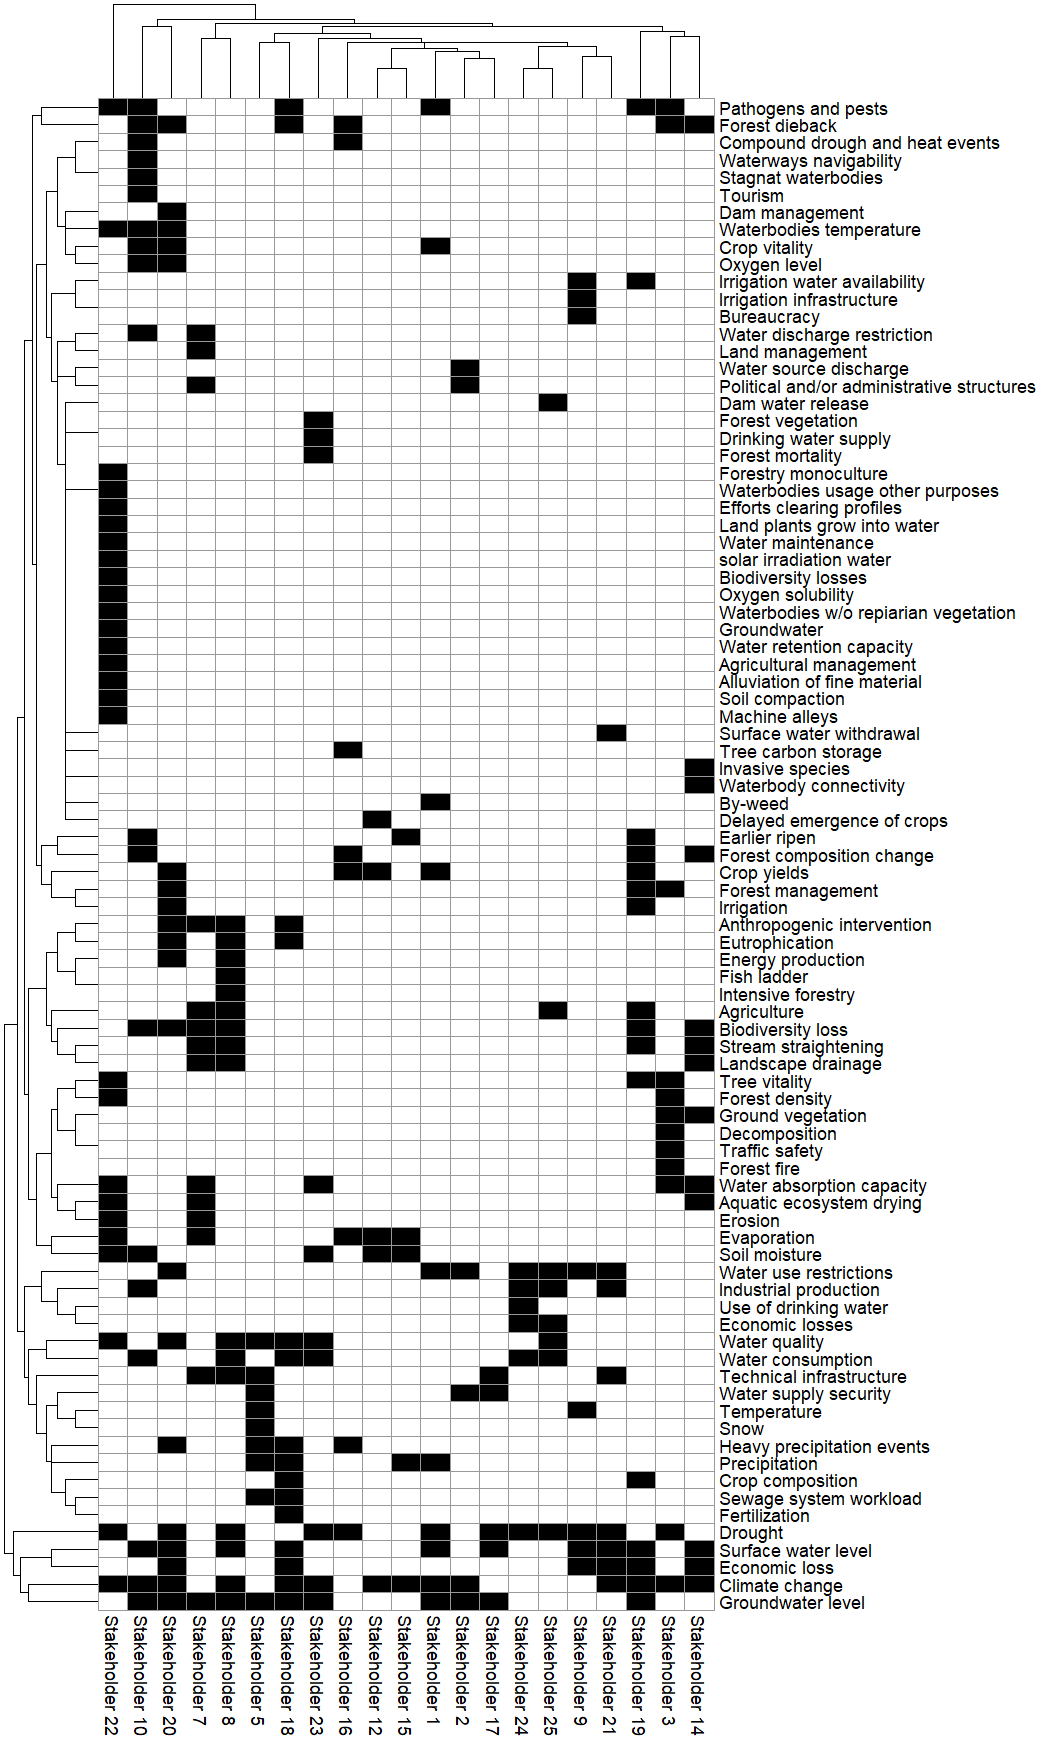 Pathogens and pests
Forest dieback
Compound drough and heat events
Waterways navigability
Stagnat waterbodies
Tourism
Dam management
Waterbodies temperature
Crop vitality
Oxygen level
Irrigation water availability
Irrigation infrastructure
Bureaucracy
Water discharge restriction
Land management
Water source discharge
Political and/or administrative structures
Dam water release
Forest vegetation
Drinking water supply
Forest mortality
Forestry monoculture
Waterbodies usage other purposes
Efforts clearing profiles
Land plants grow into water
Water maintenance
solar irradiation water
Biodiversity losses
Oxygen solubility
Waterbodies w/o repiarian vegetation
Groundwater
Water retention capacity
Agricultural management
Alluviation of fine material
Soil compaction
Machine alleys
Surface water withdrawal
Tree carbon storage
Invasive species
Waterbody connectivity
By-weed
Delayed emergence of crops
Earlier ripen
Forest composition change
Crop yields
Forest management
Irrigation
Anthropogenic intervention
Eutrophication
Energy production
Fish ladder
Intensive forestry
Agriculture
Biodiversity loss
Stream straightening
Landscape drainage
Tree vitality
Forest density
Ground vegetation
Decomposition
Traffic safety
Forest fire
Water absorption capacity
Aquatic ecosystem drying
Erosion
Evaporation
Soil moisture
Water use restrictions
Industrial production
Use of drinking water
Economic losses
Water quality
Water consumption
Technical infrastructure
Water supply security
Temperature
Snow
Heavy precipitation events
Precipitation
Crop composition
Sewage system workload
Fertilization
Drought
Surface water level
Economic loss
Climate change
Groundwater level
Stakeholder 22
Stakeholder 10
Stakeholder 20
Stakeholder 7
Stakeholder 8
Stakeholder 5
Stakeholder 18
Stakeholder 23
Stakeholder 16
Stakeholder 12
Stakeholder 15
Stakeholder 1
Stakeholder 2
Stakeholder 17
Stakeholder 24
Stakeholder 25
Stakeholder 9
Stakeholder 21
Stakeholder 19
Stakeholder 3
Stakeholder 14